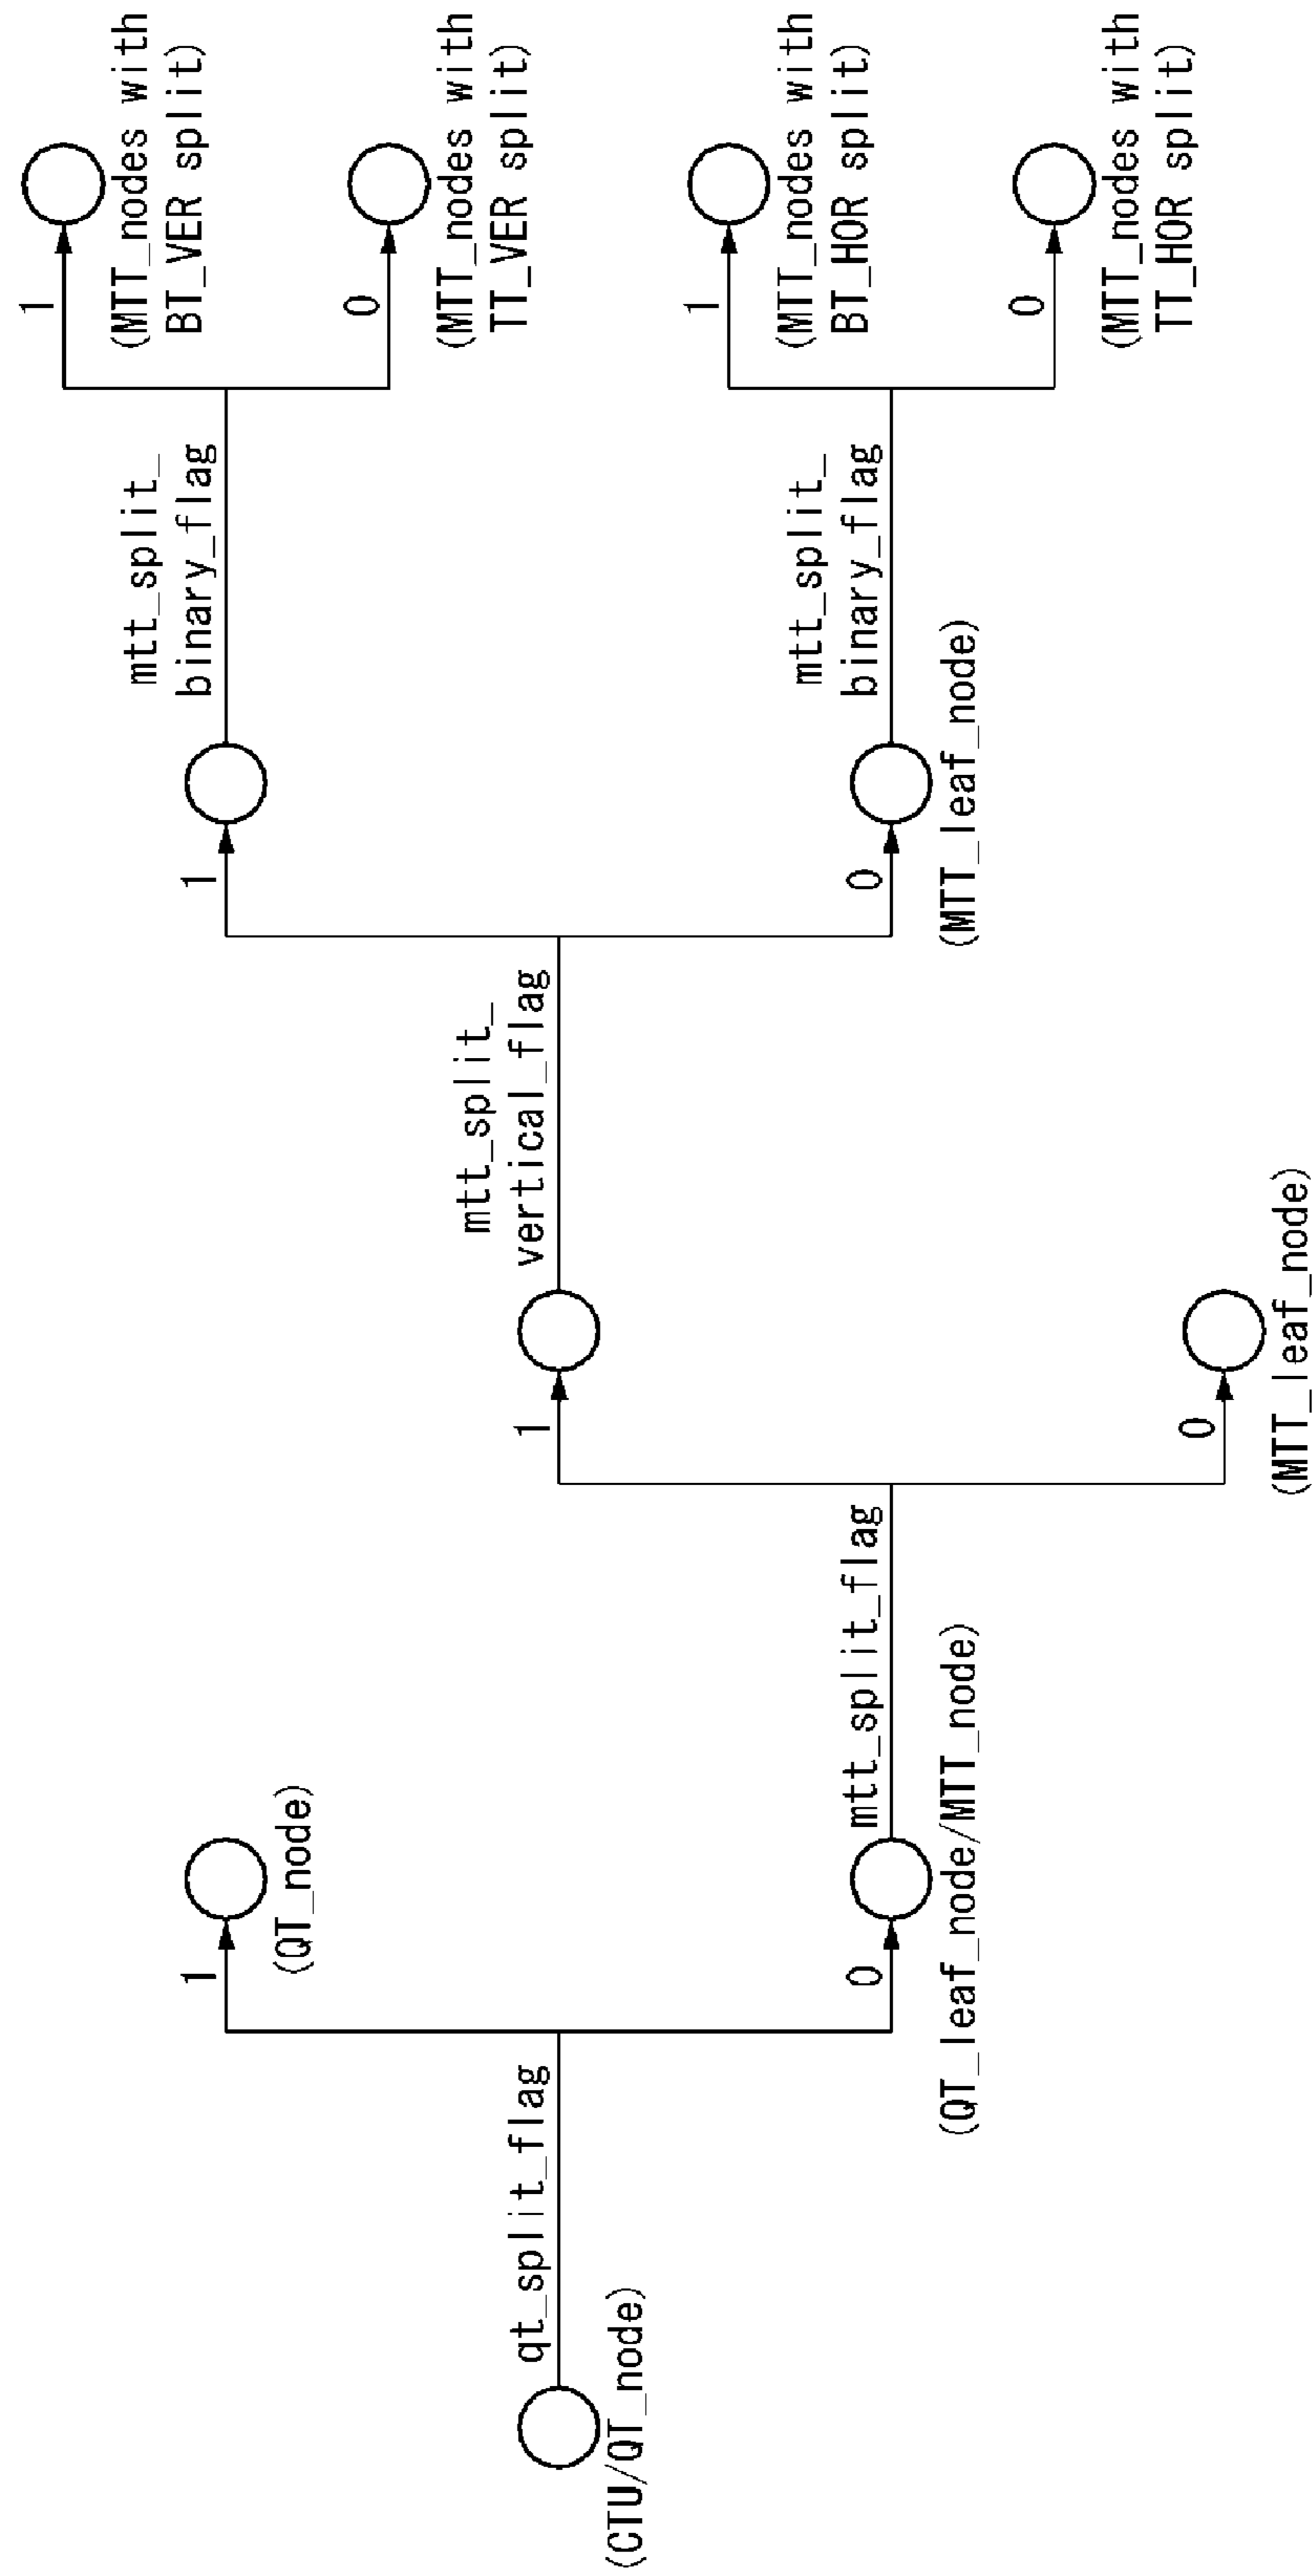 (CTU/QT_node)
qt_split_flag
1
(QT_node)
0
(QT_leaf_node/MTT_node)
mtt_split_flag
1
0
(MTT_leaf_node)
mtt_split_
vertical_flag
1
0
(MTT_leaf_node)
mtt_split_
binary_flag
1
(MTT_nodes with
BT_VER split)
0
(MTT_nodes with
TT_VER split)
mtt_split_
binary_flag
1
(MTT_nodes with
BT_HOR split)
0
(MTT_nodes with
TT_HOR split)